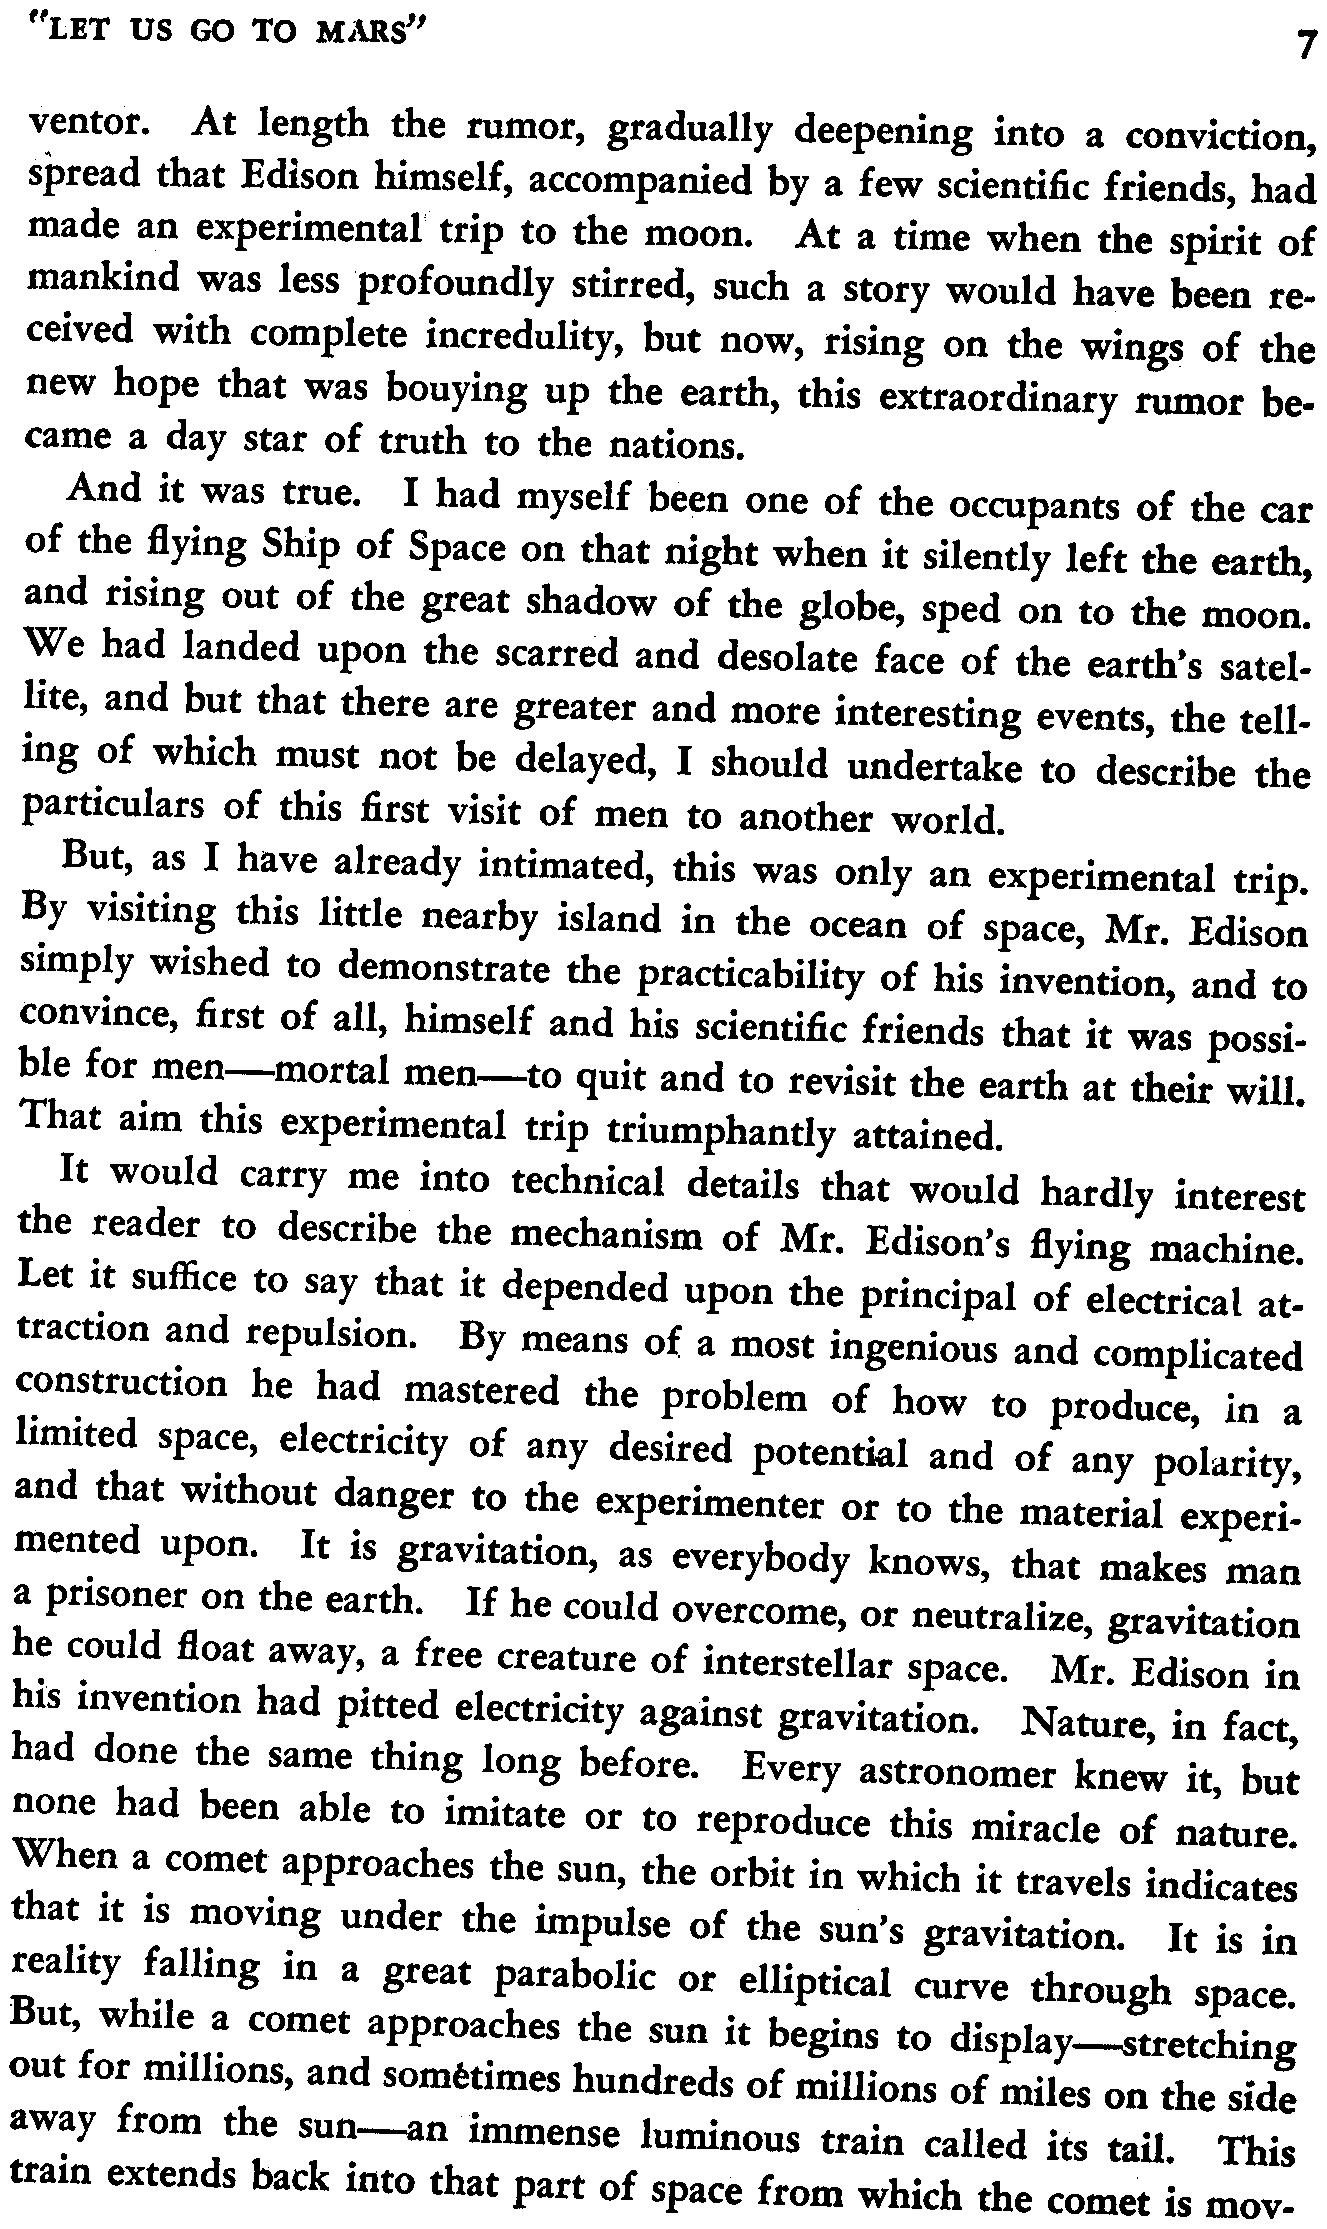 "LET US GO TO MARS"
7
ventor. At length the rumor, gradually deepening into a conviction,
spread that Edison himself, accompanied by a few scientific friends, had
made an experimental trip to the moon. At a time when the spirit of
mankind was less profoundly stirred, such a story would have been re-
ceived with complete incredulity, but now, rising on the wings of the
new hope that was bouying up the earth, this extraordinary rumor be-
came a day star of truth to the nations.
And it was true. I had myself been one of the occupants of the car
of the flying Ship of Space on that night when it silently left the earth,
and rising out of the great shadow of the globe, sped on to the moon.
We had landed upon the scarred and desolate face of the earth's satel-
lite, and but that there are greater and more interesting events, the tell-
ing of which must not be delayed, I should undertake to describe the
particulars of this first visit of men to another world.
But, as I have already intimated, this was only an experimental trip.
By visiting this little nearby island in the ocean of space, Mr. Edison
simply wished to demonstrate the practicability of his invention, and to
convince, first of all, himself and his scientific friends that it was possi-
ble for men—mortal men—to quit and to revisit the earth at their will.
That aim this experimental trip triumphantly attained.
It would carry me into technical details that would hardly interest
the reader to describe the mechanism of Mr. Edison's flying machine.
Let it suffice to say that it depended upon the principal of electrical at-
traction and repulsion. By means of a most ingenious and complicated
construction he had mastered the problem of how to produce, in a
limited space, electricity of any desired potential and of any polarity,
and that without danger to the experimenter or to the material experi-
mented upon. It is gravitation, as everybody knows, that makes man
a prisoner on the earth. If he could overcome, or neutralize, gravitation
he could float away, a free creature of interstellar space. Mr. Edison in
his invention had pitted electricity against gravitation. Nature, in fact,
had done the same thing long before. Every astronomer knew it, but
none had been able to imitate or to reproduce this miracle of nature.
When a comet approaches the sun, the orbit in which it travels indicates
that it is moving under the impulse of the sun's gravitation. It is in
reality falling in a great parabolic or elliptical curve through space.
But, while a comet approaches the sun it begins to display—stretching
out for millions, and sometimes hundreds of millions of miles on the side
away from the sun—an immense luminous train called its tail. This
train extends back into that part of space from which the comet is mov-